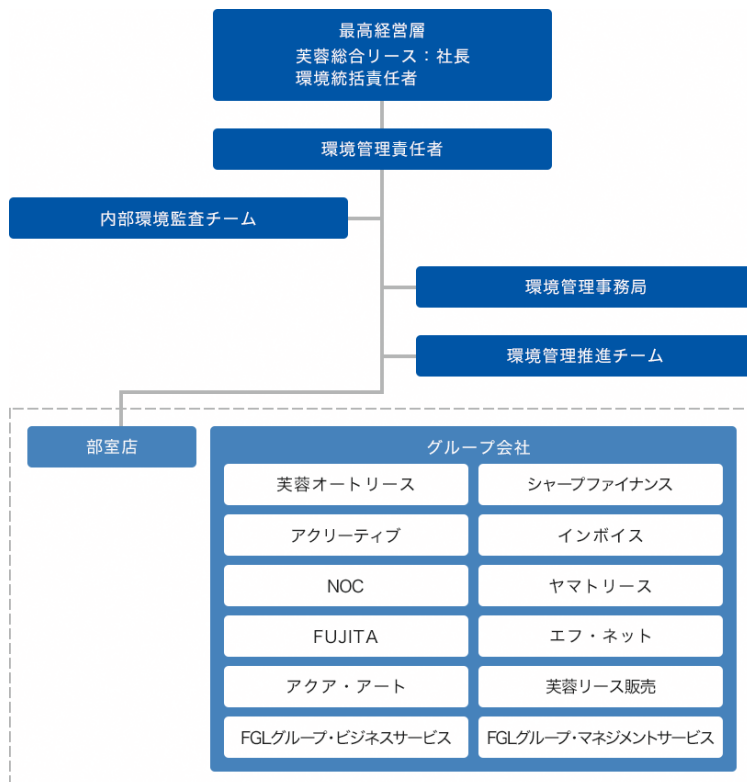 最高経営層
芙蓉総合リース：社長
環境統括責任者
環境管理責任者
内部環境監査チーム
環境管理事務局
環境管理推進チーム
部室店
グループ会社
芙蓉オートリース
シャープファイナンス
アクリーティブ
インボイス
NOC
ヤマトリース
FUJITA
エフ・ネット
アクア・アート
芙蓉リース販売
FGLグループ・ビジネスサービス
FGLグループ・マネジメントサービス